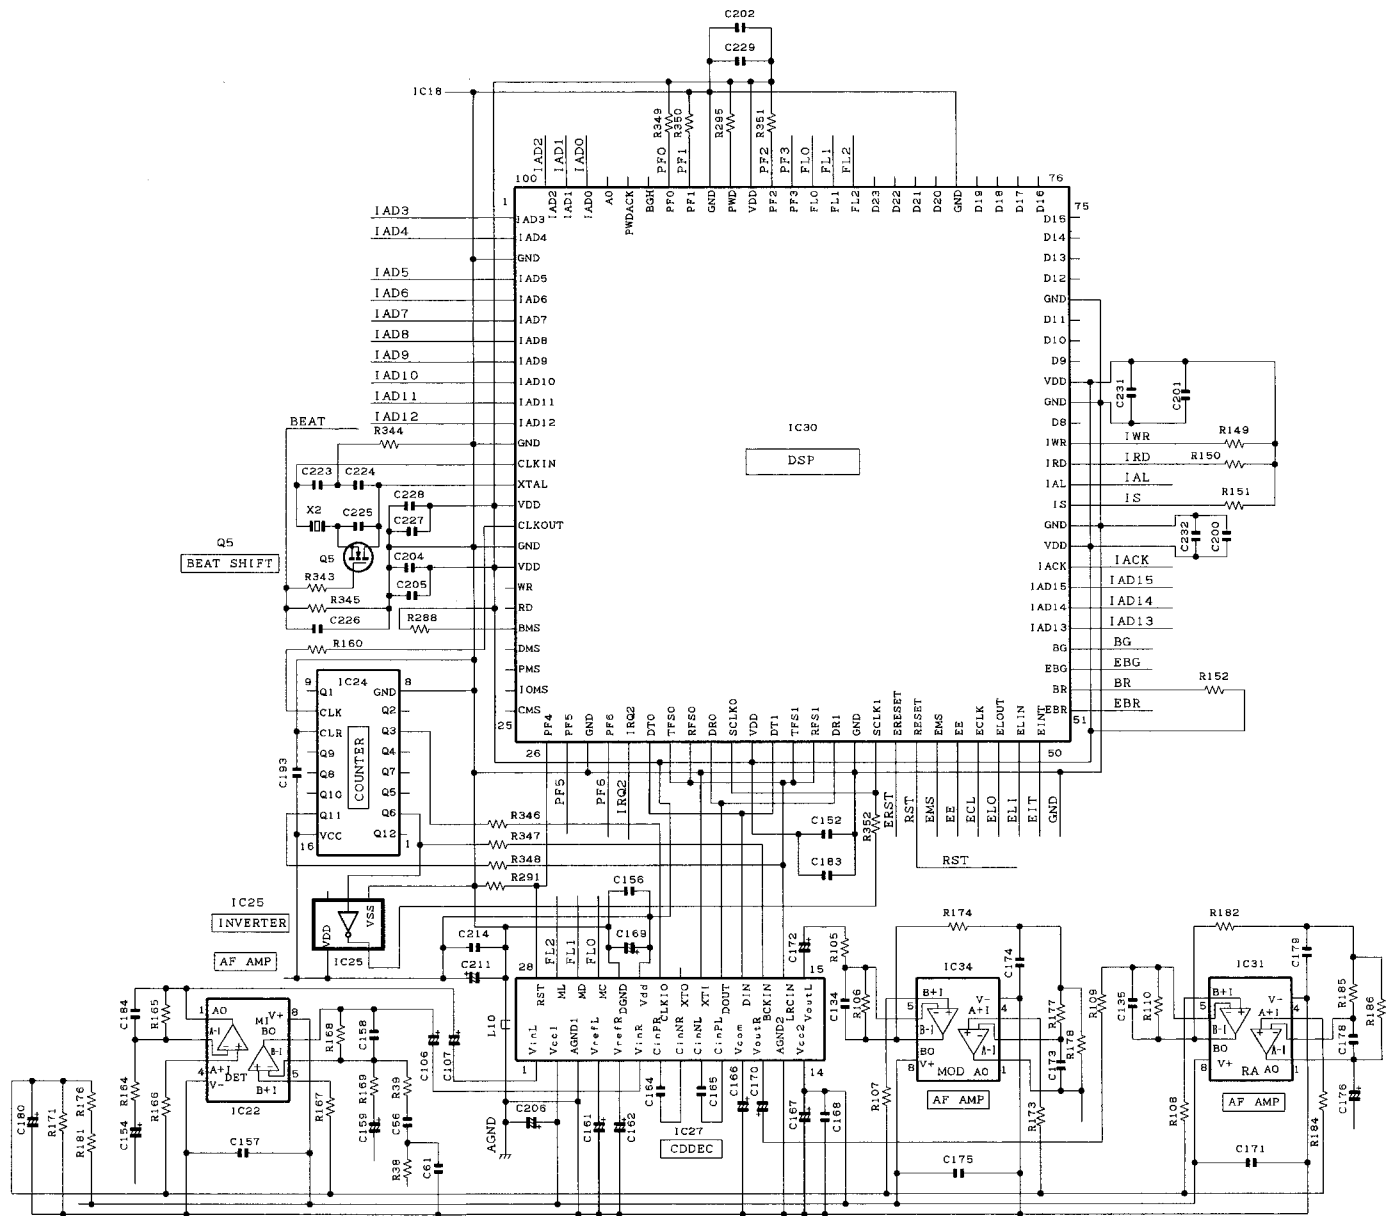 C202
C229
IC18
R349
R350
R295
R351
IAD2
IAD1
IAD0
PF0
PF1
PF2
PF3
FL0
FL1
FL2
100
76
IAD2
IAD1
IAD0
A0
PWDACK
BGH
PF0
PF1
GND
PWD
VDD
PF2
PF3
FL0
FL1
FL2
D23
D22
D21
D20
GND
D19
D18
D17
D16
1
75
IAD3
IAD4
IAD5
IAD6
IAD7
IAD8
IAD9
IAD10
IAD11
IAD12
IAD3
IAD4
GND
IAD5
IAD6
IAD7
IAD8
IAD9
IAD10
IAD11
IAD12
GND
CLKIN
XTAL
VDD
CLKOUT
GND
VDD
WR
RD
BMS
DMS
PMS
IOMS
CMS
25
IC30
DSP
D15
D14
D13
D12
GND
D11
D10
D9
VDD
GND
D8
IWR
IRD
IAL
IS
GND
VDD
IACK
IAD15
IAD14
IAD13
BG
EBG
BR
EBR
51
C231
C201
IWR
R149
IRD
R150
IAL
IS
R151
C232
C200
IACK
IAD15
IAD14
IAD13
BG
EBG
BR
R152
EBR
BEAT
R344
C223
C224
X2
C225
Q5
Q5
BEAT SHIFT
C228
C227
C204
C205
R343
R345
C226
R288
R160
IC24
9
8
Q1
GND
CLK
Q2
CLR
Q3
Q9
Q4
Q8
Q7
Q10
Q5
Q11
Q6
VCC
Q12
16
1
COUNTER
C193
PF4
PF5
GND
PF6
IRQ2
DT0
TFS0
RFS0
DR0
SCLK0
VDD
DT1
TFS1
RFS1
DR1
GND
SCLK1
ERESET
RESET
EMS
EE
ECLK
ELOUT
ELIN
EINT
26
50
PF5
PF6
IRQ2
ERST
RST
EMS
EE
ECL
ELO
ELI
EIT
GND
RST
R346
R347
R348
R291
C152
C183
R352
IC25
INVERTER
VDD
VSS
IC25
AF AMP
C214
C211
C156
C169
FL2
FL1
FL0
28
15
RST
ML
MD
MC
DGND
Vdd
CLKIO
XTO
XTI
DOUT
DIN
BCKIN
LRCIN
VoutL
VinL
Vcc1
AGND1
VrefL
VrefR
VinR
CinPR
CinNR
CinNL
CinPL
Vcom
VoutR
AGND2
Vcc2
1
14
L10
C206
AGND
C161
C162
C164
C165
C166
C170
C167
C168
IC27
CDDEC
C184
R165
1
AO
A-I
A+I
4
V-
DET
MI
V+
8
BO
B-I
B+I
5
IC22
R168
C158
R169
C159
R39
C56
R38
C61
C106
C107
C180
R171
R176
R181
R164
C154
R166
C157
R167
C172
R105
C134
R106
R107
R174
C174
IC34
B+I
5
B-I
BO
V+
8
V-
A+I
4
A-I
AO
1
MOD
AF AMP
R177
C173
R178
R173
C175
R109
C135
R110
R108
R182
C179
IC31
B+I
5
B-I
BO
V+
8
V-
A+I
4
A-I
AO
1
RA
AF AMP
R185
C178
R186
C176
R184
C171